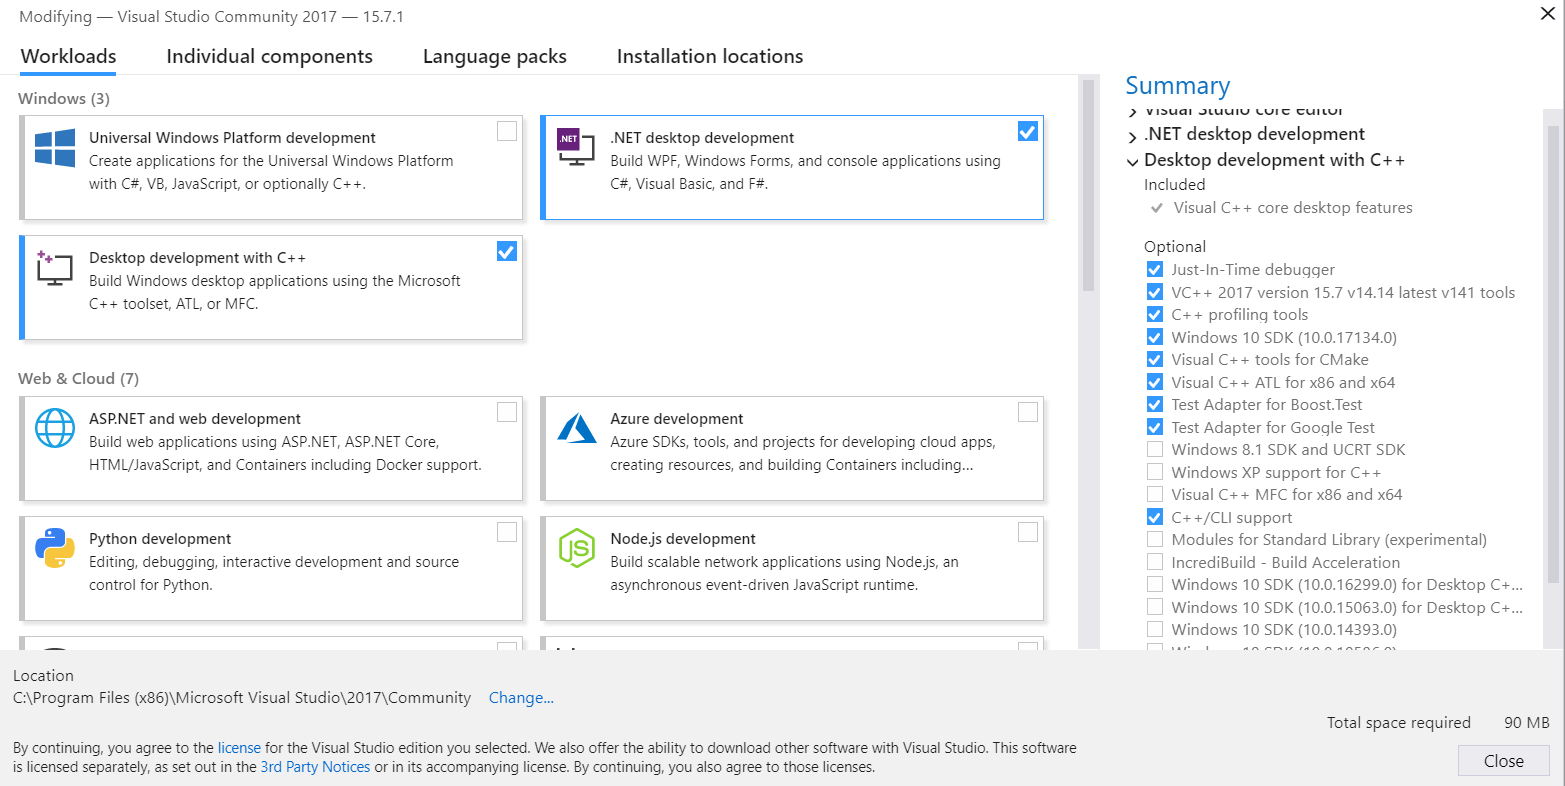 Modifying — Visual Studio Community 2017 — 15.7.1
Workloads Individual components Language packs Installation locations
Windows (3)
Universal Windows Platform development
Create applications for the Universal Windows Platform
with C#, VB, JavaScript, or optionally C++.
.NET
.NET desktop development
Build WPF, Windows Forms, and console applications using
C#, Visual Basic, and F#.
Desktop development with C++
Build Windows desktop applications using the Microsoft
C++ toolset, ATL, or MFC.
Web & Cloud (7)
ASP.NET and web development
Build web applications using ASP.NET, ASP.NET Core,
HTML/JavaScript, and Containers including Docker support.
Azure development
Azure SDKs, tools, and projects for developing cloud apps,
creating resources, and building Containers including...
Python development
Editing, debugging, interactive development and source
control for Python.
JS
Node.js development
Build scalable network applications using Node.js, an
asynchronous event-driven JavaScript runtime.
Summary
Visual Studio core editor
.NET desktop development
Desktop development with C++
Included
Visual C++ core desktop features
Optional
Just-In-Time debugger
VC++ 2017 version 15.7 v14.14 latest v141 tools
C++ profiling tools
Windows 10 SDK (10.0.17134.0)
Visual C++ tools for CMake
Visual C++ ATL for x86 and x64
Test Adapter for Boost.Test
Test Adapter for Google Test
Windows 8.1 SDK and UCRT SDK
Windows XP support for C++
Visual C++ MFC for x86 and x64
C++/CLI support
Modules for Standard Library (experimental)
IncrediBuild - Build Acceleration
Windows 10 SDK (10.0.16299.0) for Desktop C+...
Windows 10 SDK (10.0.15063.0) for Desktop C+...
Windows 10 SDK (10.0.14393.0)
Location
C:\Program Files (x86)\Microsoft Visual Studio\2017\Community Change...
Total space required 90 MB
By continuing, you agree to the license for the Visual Studio edition you selected. We also offer the ability to download other software with Visual Studio. This software
is licensed separately, as set out in the 3rd Party Notices or in its accompanying license. By continuing, you also agree to those licenses.
Close